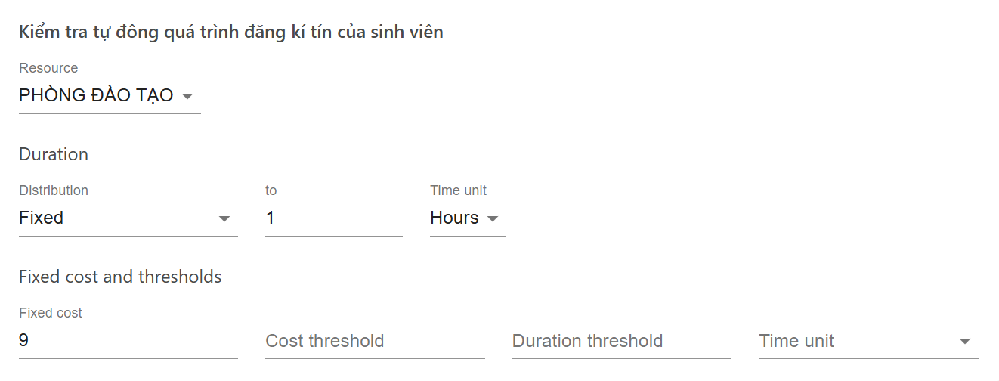 Kiểm tra tự đông quá trình đăng kí tín của sinh viên
Resource
PHÒNG ĐÀO TẠO
Duration
Distribution to Time unit
Fixed 1 Hours
Fixed cost and thresholds
Fixed cost
9 Cost threshold Duration threshold Time unit